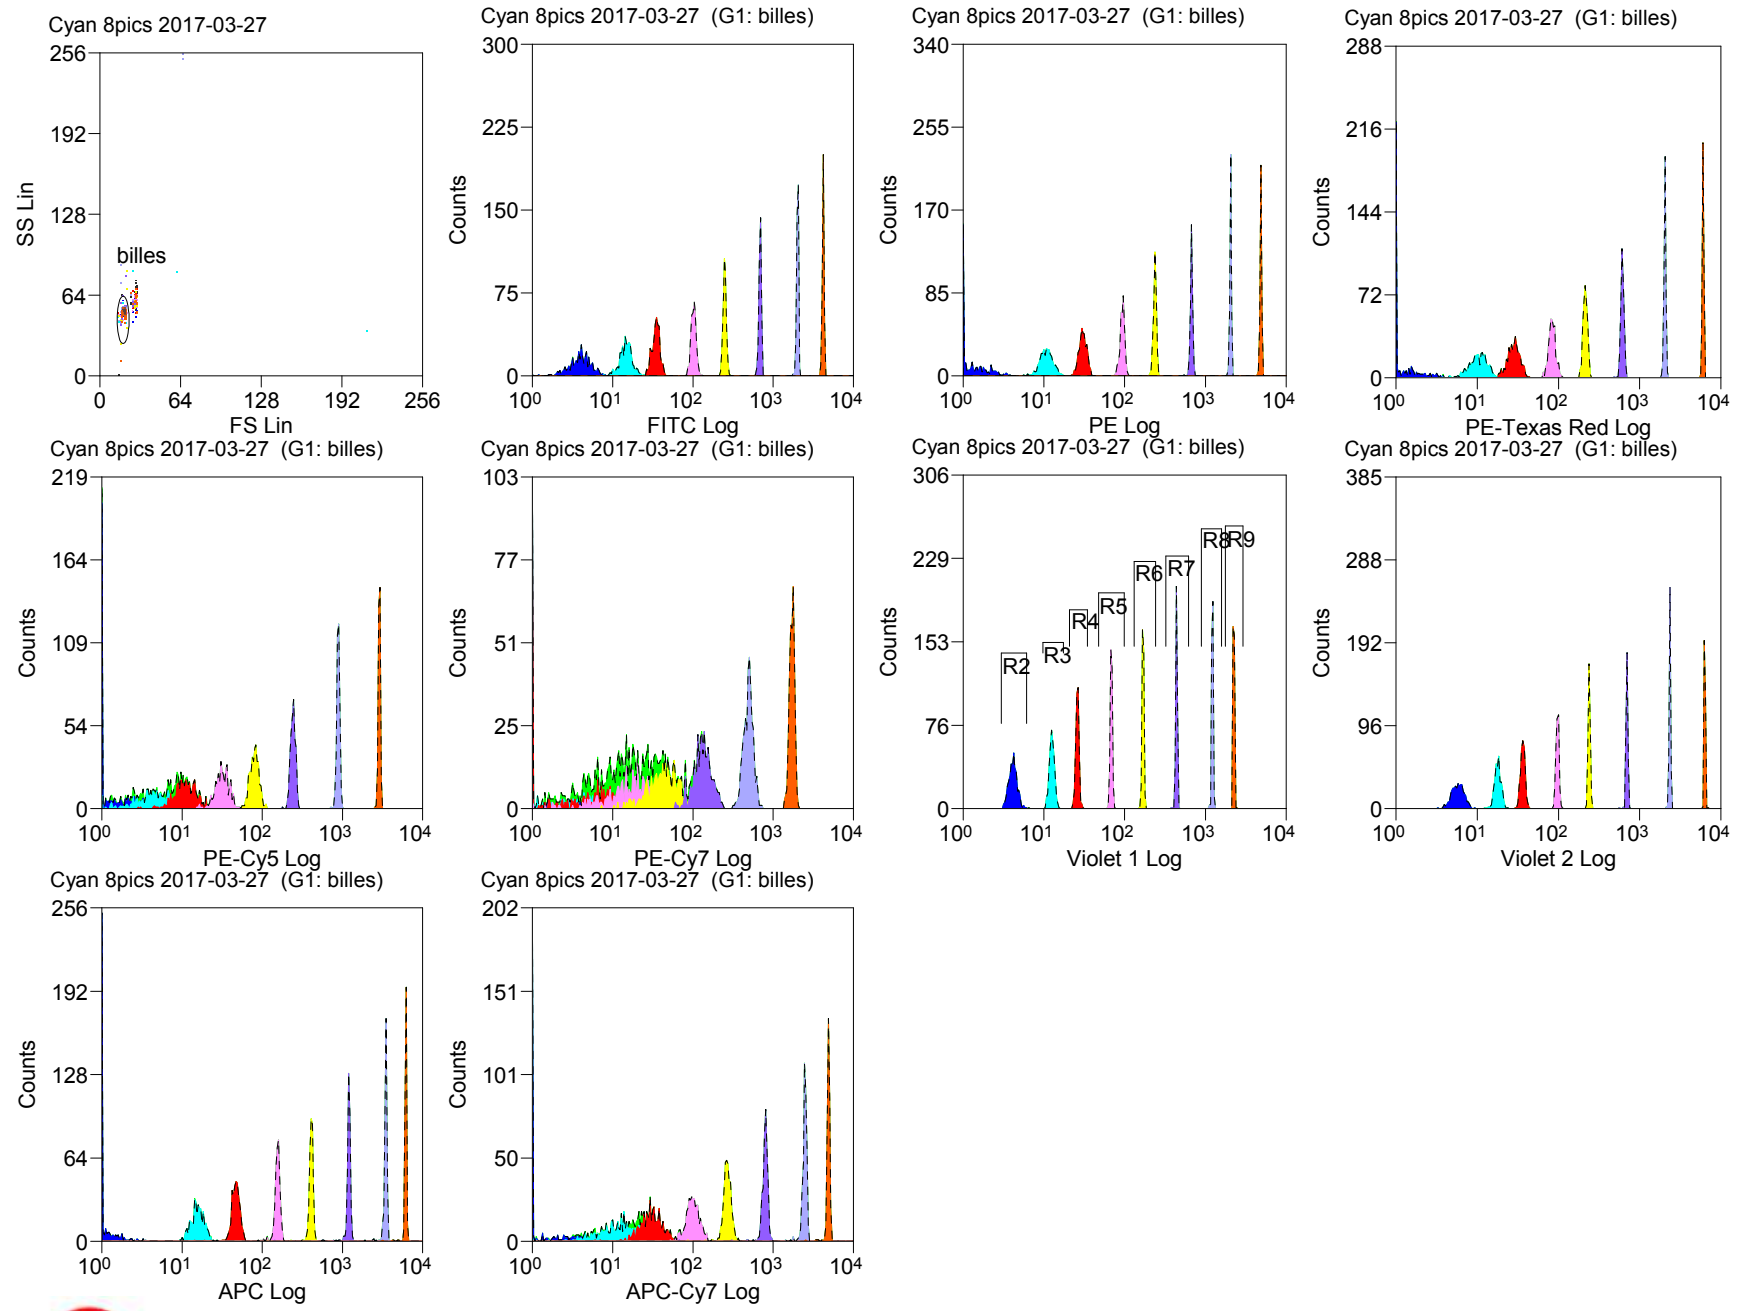 Cyan 8pics 2017-03-27
256
192
128
64
0
SS Lin
billes
0 64 128 192 256
FS Lin
Cyan 8pics 2017-03-27 (G1: billes)
300
225
150
75
0
Counts
10⁰ 10¹ 10² 10³ 10⁴
FITC Log
Cyan 8pics 2017-03-27 (G1: billes)
340
255
170
85
0
Counts
10⁰ 10¹ 10² 10³ 10⁴
PE Log
Cyan 8pics 2017-03-27 (G1: billes)
288
216
144
72
0
Counts
10⁰ 10¹ 10² 10³ 10⁴
PE-Texas Red Log
Cyan 8pics 2017-03-27 (G1: billes)
219
164
109
54
0
Counts
10⁰ 10¹ 10² 10³ 10⁴
PE-Cy5 Log
Cyan 8pics 2017-03-27 (G1: billes)
103
77
51
25
0
Counts
10⁰ 10¹ 10² 10³ 10⁴
PE-Cy7 Log
Cyan 8pics 2017-03-27 (G1: billes)
306
229
153
76
0
Counts
R2 R3 R4 R5 R6 R7 R8 R9
10⁰ 10¹ 10² 10³ 10⁴
Violet 1 Log
Cyan 8pics 2017-03-27 (G1: billes)
385
288
192
96
0
Counts
10⁰ 10¹ 10² 10³ 10⁴
Violet 2 Log
Cyan 8pics 2017-03-27 (G1: billes)
256
192
128
64
0
Counts
10⁰ 10¹ 10² 10³ 10⁴
APC Log
Cyan 8pics 2017-03-27 (G1: billes)
202
151
101
50
0
Counts
10⁰ 10¹ 10² 10³ 10⁴
APC-Cy7 Log